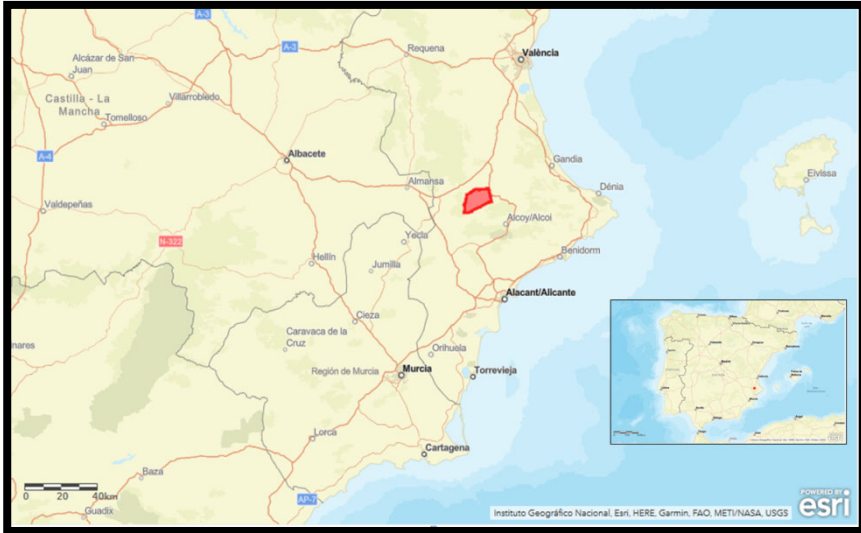 A-3
A-3
Requena
València
Alcázar de San
Juan
Castilla - La
Mancha
Villarrobledo
Tomelloso
A-4
Albacete
Gandia
Almansa
Eivissa
Dénia
Valdepeñas
Alcoy/Alcoi
N-322
Yecla
Benidorm
Hellín
Jumilla
Alacant/Alicante
Cieza
Caravaca de la
Cruz
nares
Orihuela
Región de Murcia
Murcia
Torrevieja
Lorca
Cartagena
Baza
0 20 40km
AP-7
Guadix
Instituto Geográfico Nacional, Esri, HERE, Garmin, FAO, METI/NASA, USGS
POWERED BY
esri